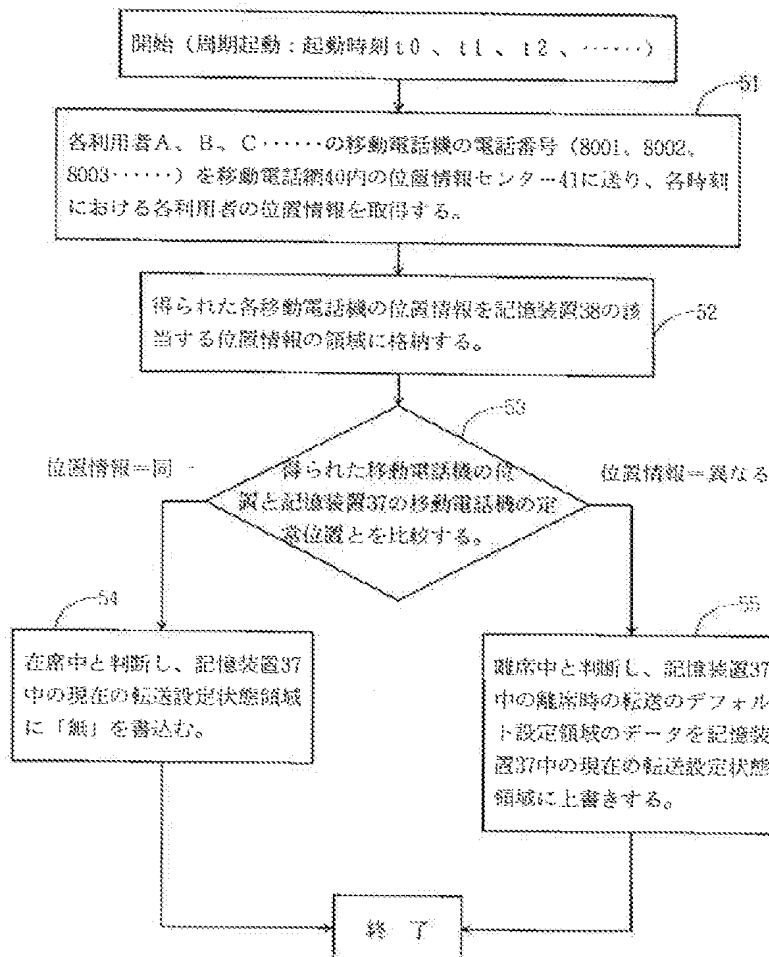 開始（周期起動：起動時刻t0、t1、t2、……）
51
各利用者A、B、C……の移動電話機の電話番号（8001、8002、
8003……）を移動電話網40内の位置情報センター41に送り、各時刻
における各利用者の位置情報を取得する。
52
得られた各移動電話機の位置情報を記憶装置38の該
当する位置情報の領域に格納する。
53
位置情報＝同一
得られた移動電話機の位
置と記憶装置37の移動電話機の定
常位置とを比較する。
位置情報＝異なる
54
在席中と判断し、記憶装置37
中の現在の転送設定状態領域
に「無」を書込む。
55
離席中と判断し、記憶装置37
中の離席時の転送のデフォル
ト設定領域のデータを記憶装
置37中の現在の転送設定状態
領域に上書きする。
終　了